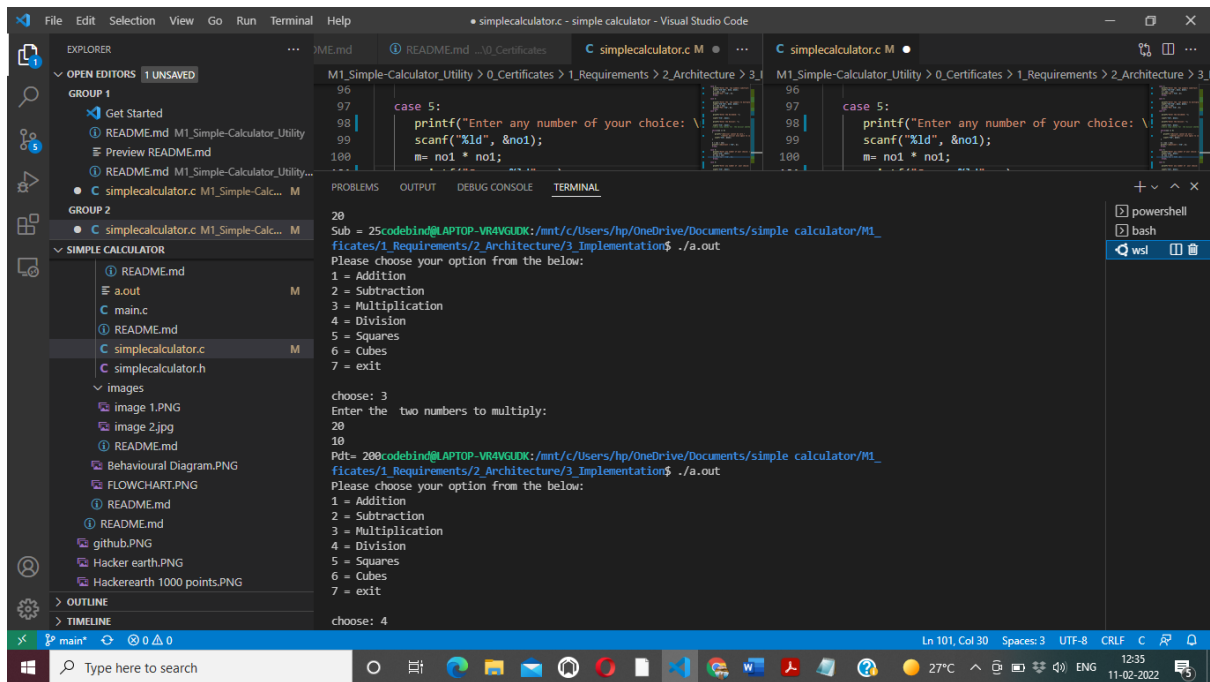 File Edit Selection View Go Run Terminal Help
● simplecalculator.c - simple calculator - Visual Studio Code
EXPLORER
OPEN EDITORS 1 UNSAVED
GROUP 1
Get Started
README.md M1_Simple-Calculator_Utility
Preview README.md
README.md M1_Simple-Calculator_Utility...
● C simplecalculator.c M1_Simple-Calc... M
GROUP 2
● C simplecalculator.c M1_Simple-Calc... M
SIMPLE CALCULATOR
README.md
a.out M
C main.c
README.md
C simplecalculator.c M
C simplecalculator.h
images
image 1.PNG
image 2.jpg
README.md
Behavioural Diagram.PNG
FLOWCHART.PNG
README.md
README.md
github.PNG
Hacker earth.PNG
Hackerearth 1000 points.PNG
OUTLINE
TIMELINE
README.md ...\0_Certificates
C simplecalculator.c M ●
M1_Simple-Calculator_Utility > 0_Certificates > 1_Requirements > 2_Architecture > 3_I
96
97 case 5:
98 printf("Enter any number of your choice: \
99 scanf("%ld", &no1);
100 m= no1 * no1;
C simplecalculator.c M ●
M1_Simple-Calculator_Utility > 0_Certificates > 1_Requirements > 2_Architecture > 3_
96
97 case 5:
98 printf("Enter any number of your choice: \
99 scanf("%ld", &no1);
100 m= no1 * no1;
PROBLEMS OUTPUT DEBUG CONSOLE TERMINAL
20
Sub = 25codebind@LAPTOP-VR4VGUDK:/mnt/c/Users/hp/OneDrive/Documents/simple calculator/M1_
ficates/1_Requirements/2_Architecture/3_Implementation$ ./a.out
Please choose your option from the below:
1 = Addition
2 = Subtraction
3 = Multiplication
4 = Division
5 = Squares
6 = Cubes
7 = exit
choose: 3
Enter the  two numbers to multiply:
20
10
Pdt= 200codebind@LAPTOP-VR4VGUDK:/mnt/c/Users/hp/OneDrive/Documents/simple calculator/M1_
ficates/1_Requirements/2_Architecture/3_Implementation$ ./a.out
Please choose your option from the below:
1 = Addition
2 = Subtraction
3 = Multiplication
4 = Division
5 = Squares
6 = Cubes
7 = exit
choose: 4
powershell
bash
wsl
main* 0 0
Ln 101, Col 30 Spaces: 3 UTF-8 CRLF C
Type here to search
27°C ENG
12:35
11-02-2022